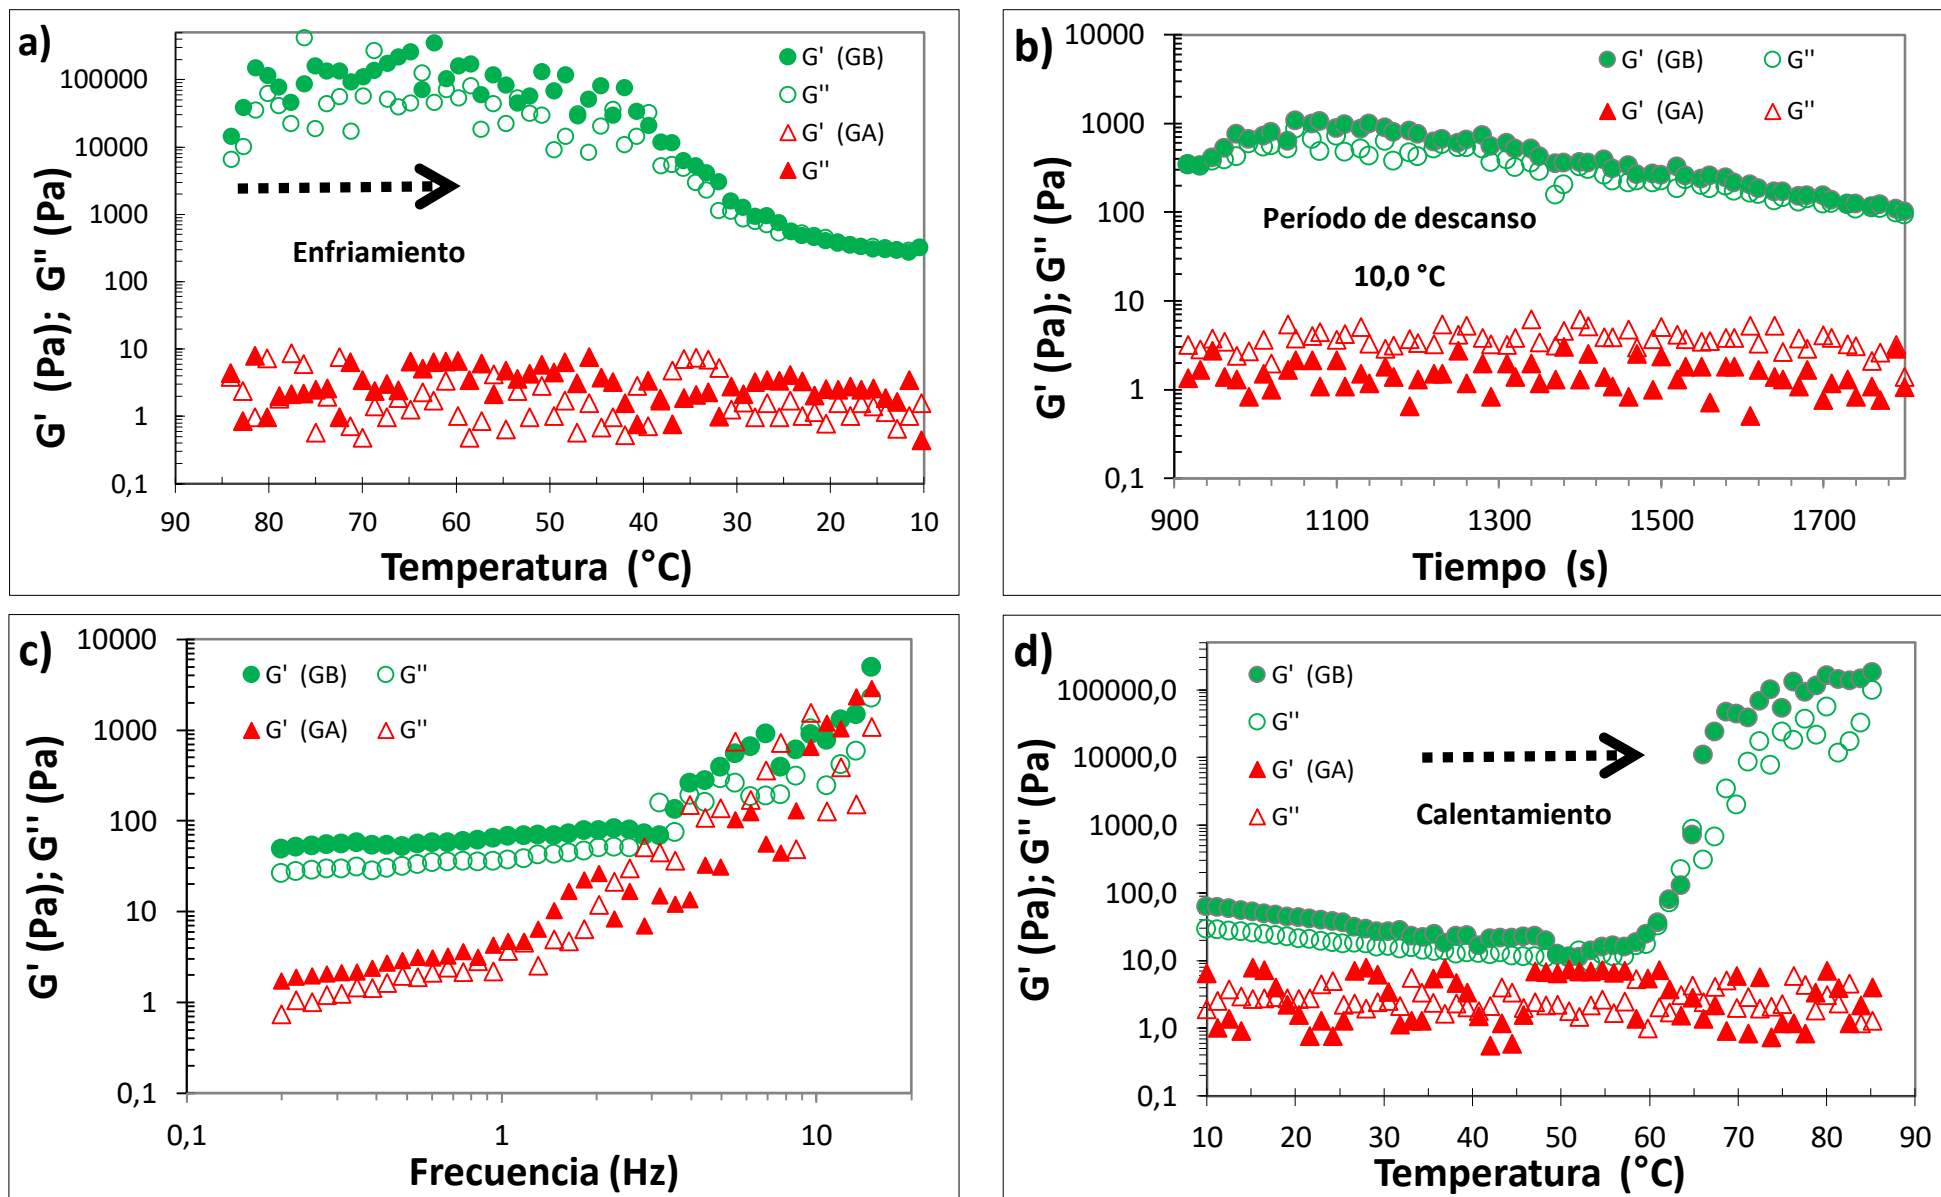 a)
G' (GB)
G''
G' (GA)
G''
Enfriamiento
100000
10000
1000
100
10
1
0,1
90 80 70 60 50 40 30 20 10
G' (Pa); G'' (Pa)
Temperatura (°C)
b)
G' (GB) G''
G' (GA) G''
Período de descanso
10,0 °C
10000
1000
100
10
1
0,1
900 1100 1300 1500 1700
G' (Pa); G'' (Pa)
Tiempo (s)
c)
G' (GB) G''
G' (GA) G''
10000
1000
100
10
1
0,1
0,1 1 10
G' (Pa); G'' (Pa)
Frecuencia (Hz)
d)
G' (GB)
G''
G' (GA)
G''
Calentamiento
100000,0
10000,0
1000,0
100,0
10,0
1,0
0,1
10 20 30 40 50 60 70 80 90
G' (Pa); G'' (Pa)
Temperatura (°C)